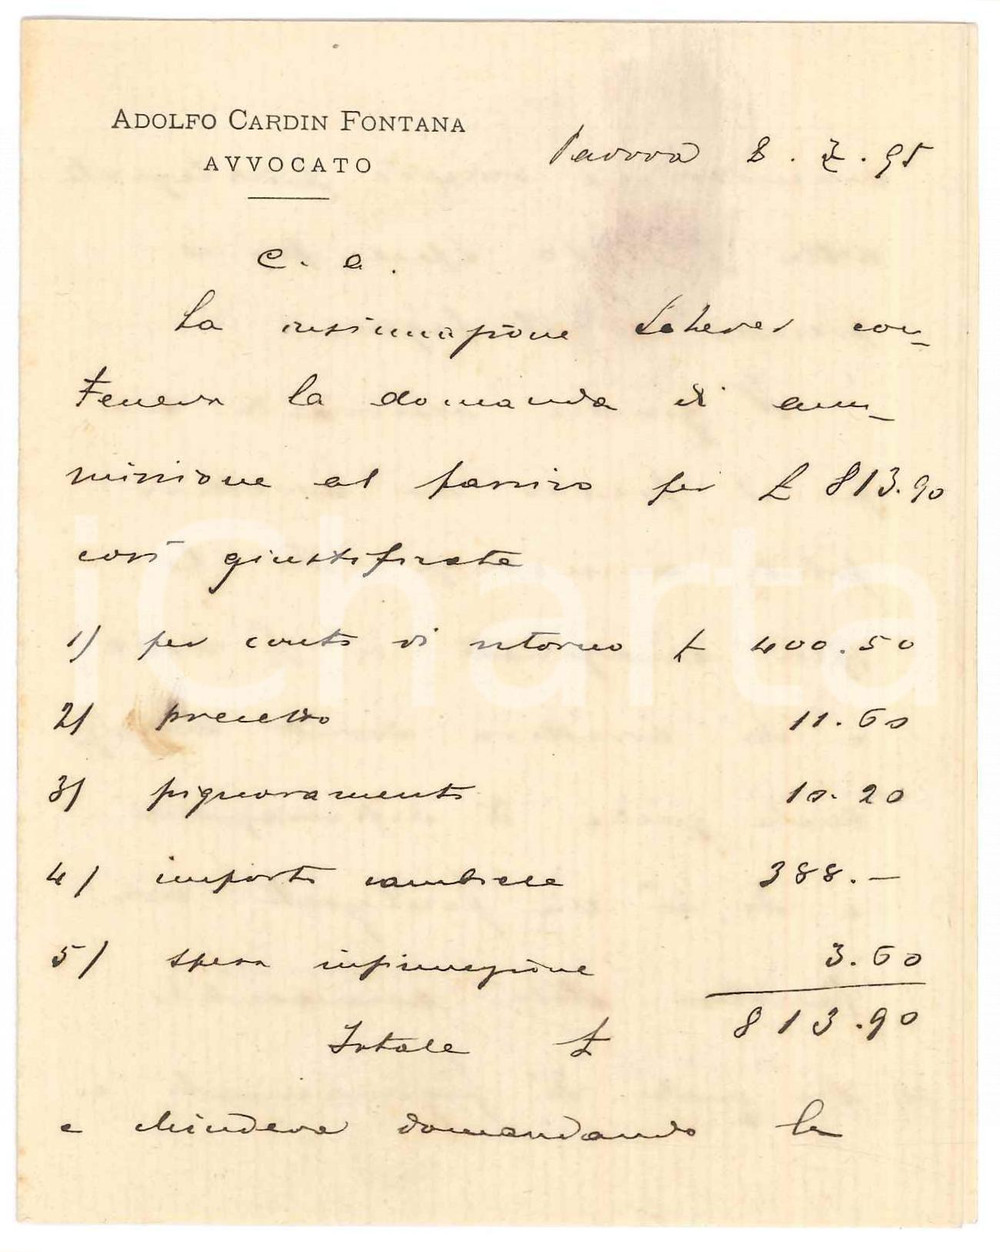 ADOLFO CARDIN FONTANA
AVVOCATO
Padova 8. 7. 95
C. a.
La insinuazione Scherer con-
teneva la domanda di am-
missione al passivo per £ 813.90
così giustificate
1) per conto di ritorno £ 400.50
2) precetto 11.60
3) pignoramento 10.20
4) importo cambiale 388.—
5) spesa insinuazione 3.60
Totale £ 813.90
e chiudeva domandando la
iCharta